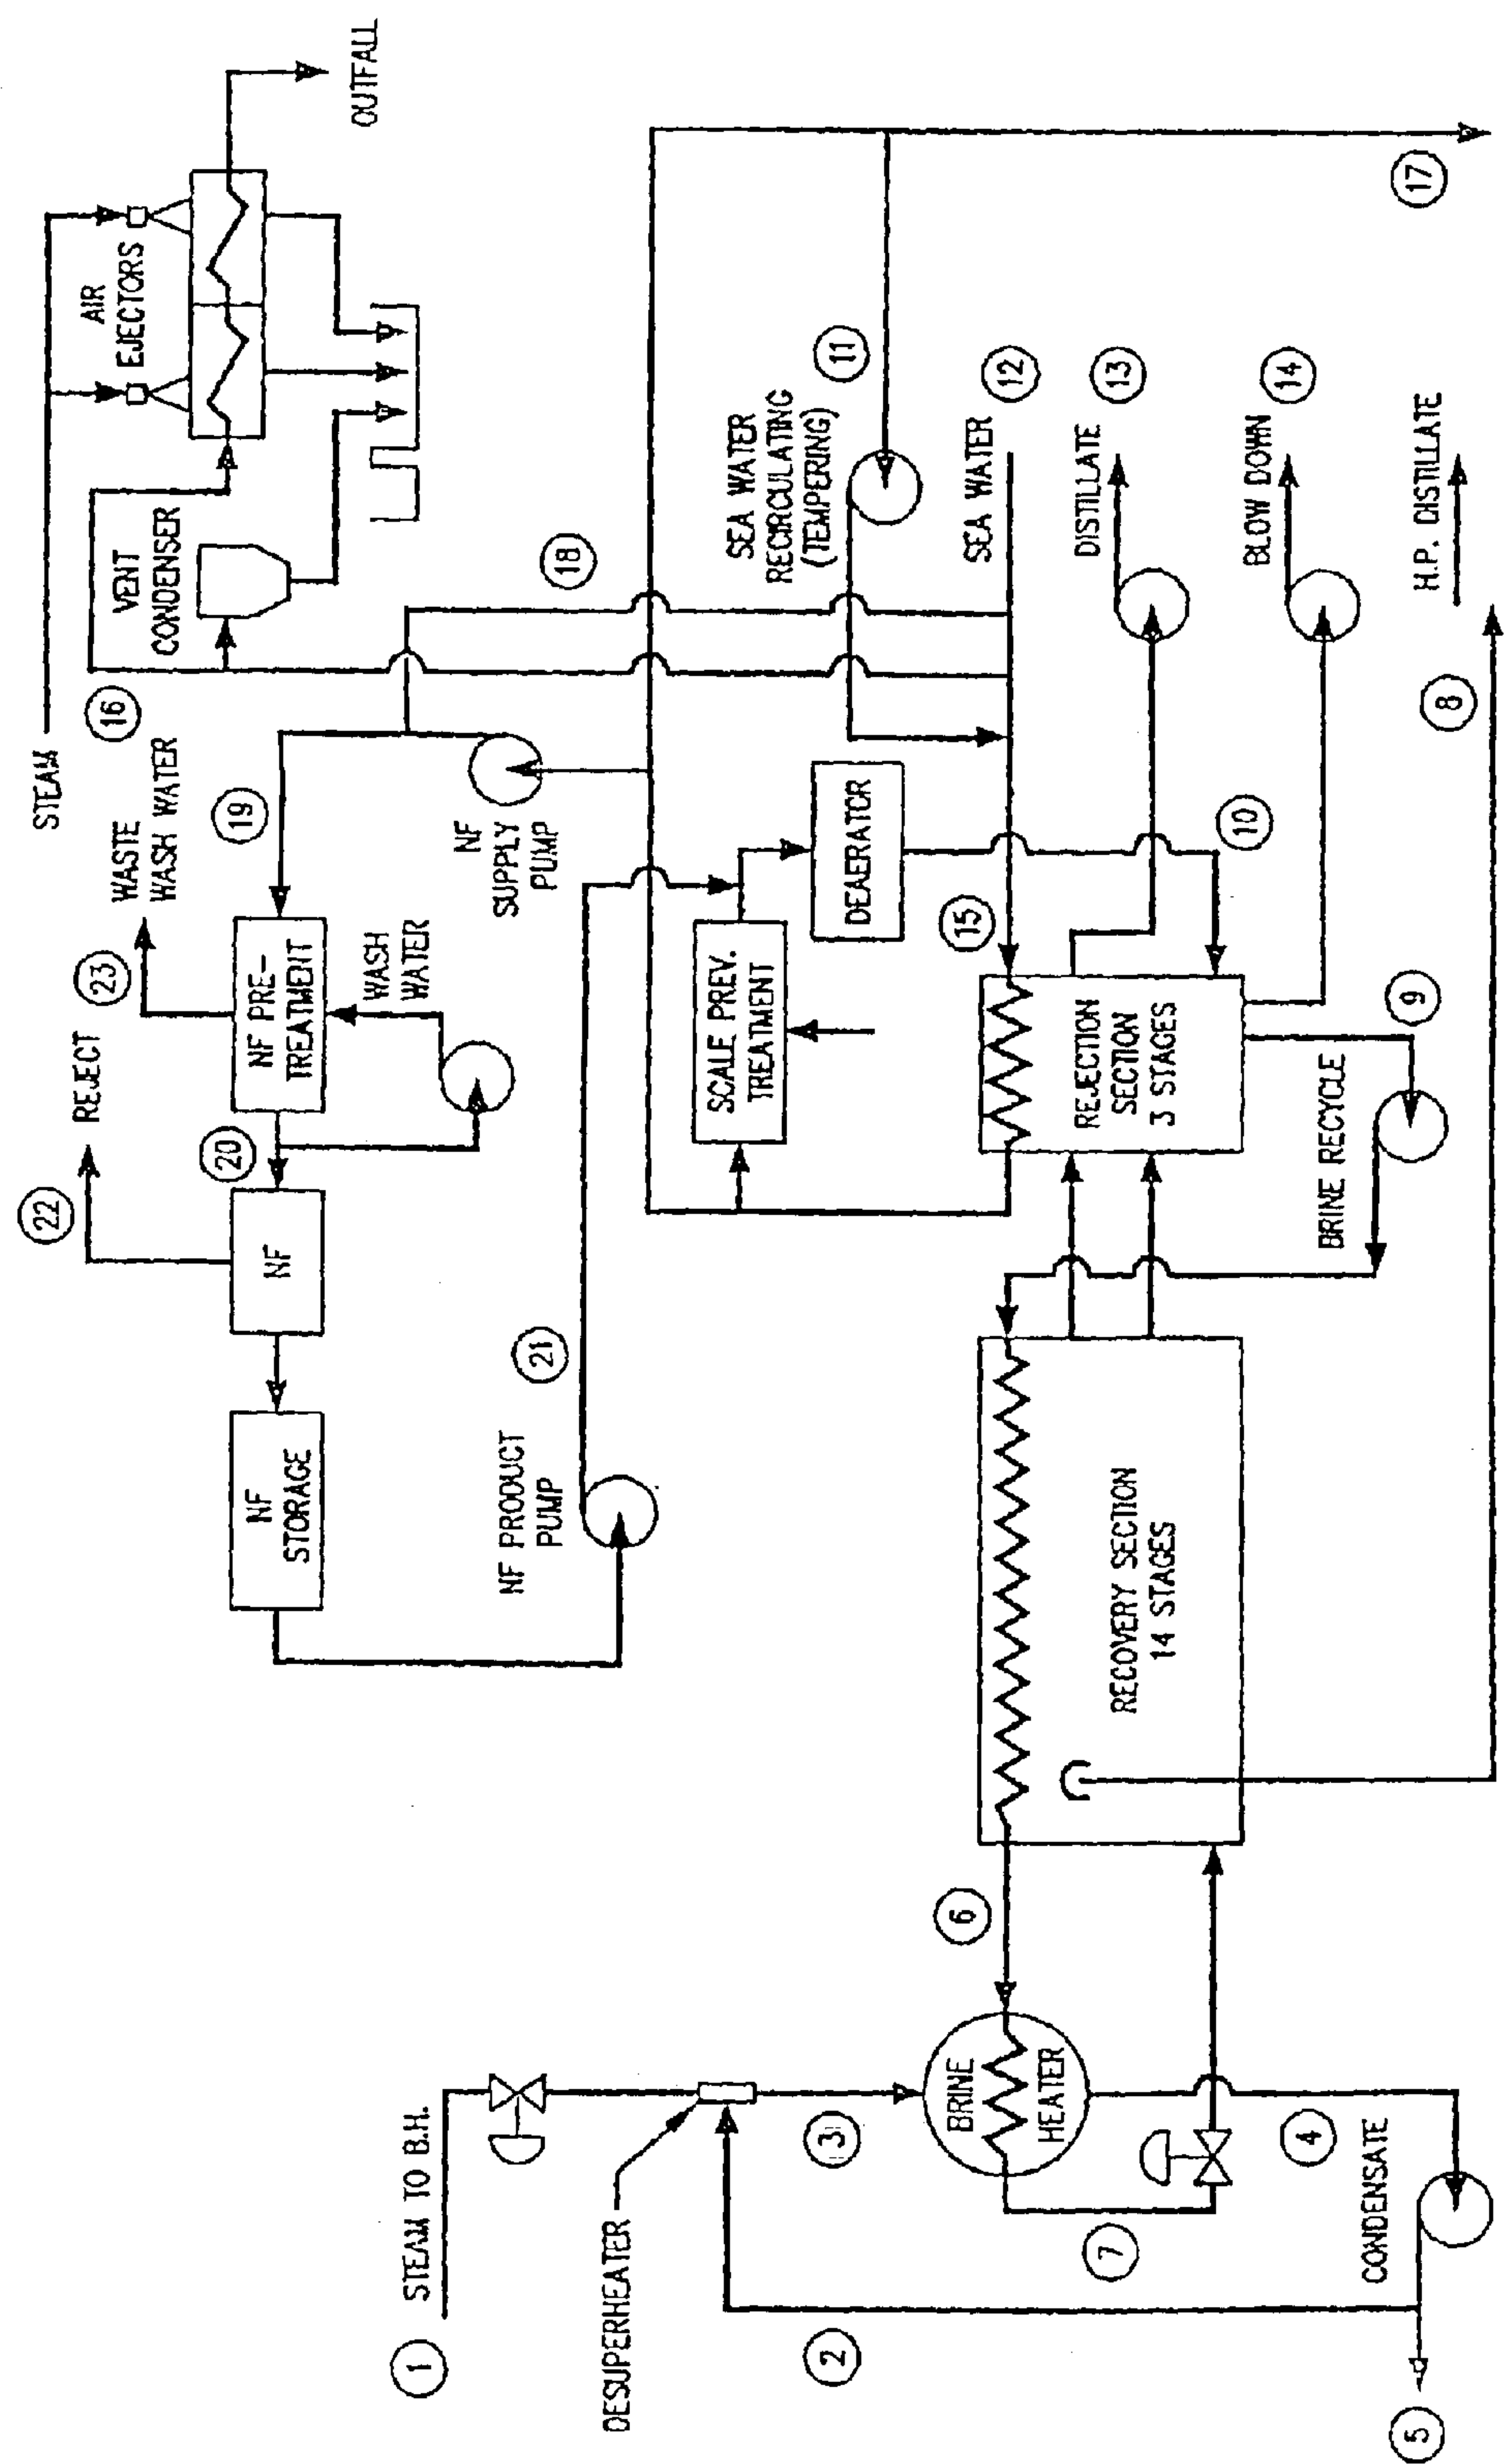 STEAM
AIR
EJECTORS
OUTFALL
16
VENT
CONDENSER
22
REJECT
23
WASTE
WASH WATER
19
20
NF
STORAGE
NF
NF PRE-
TREATMENT
WASH
WATER
NF
SUPPLY
PUMP
18
NF PRODUCT
PUMP
21
1
STEAM TO B.H.
DESUPERHEATER
SCALE PREV.
TREATMENT
DEAERATOR
SEA WATER
RECIRCULATING
(TEMPERING)
11
2
3
6
BRINE
HEATER
15
SEA WATER
12
RECOVERY SECTION
14 STAGES
REJECTION
SECTION
3 STAGES
DISTILLATE
13
7
10
BLOW DOWN
14
4
CONDENSATE
BRINE RECYCLE
9
5
8
H.P. DISTILLATE
17